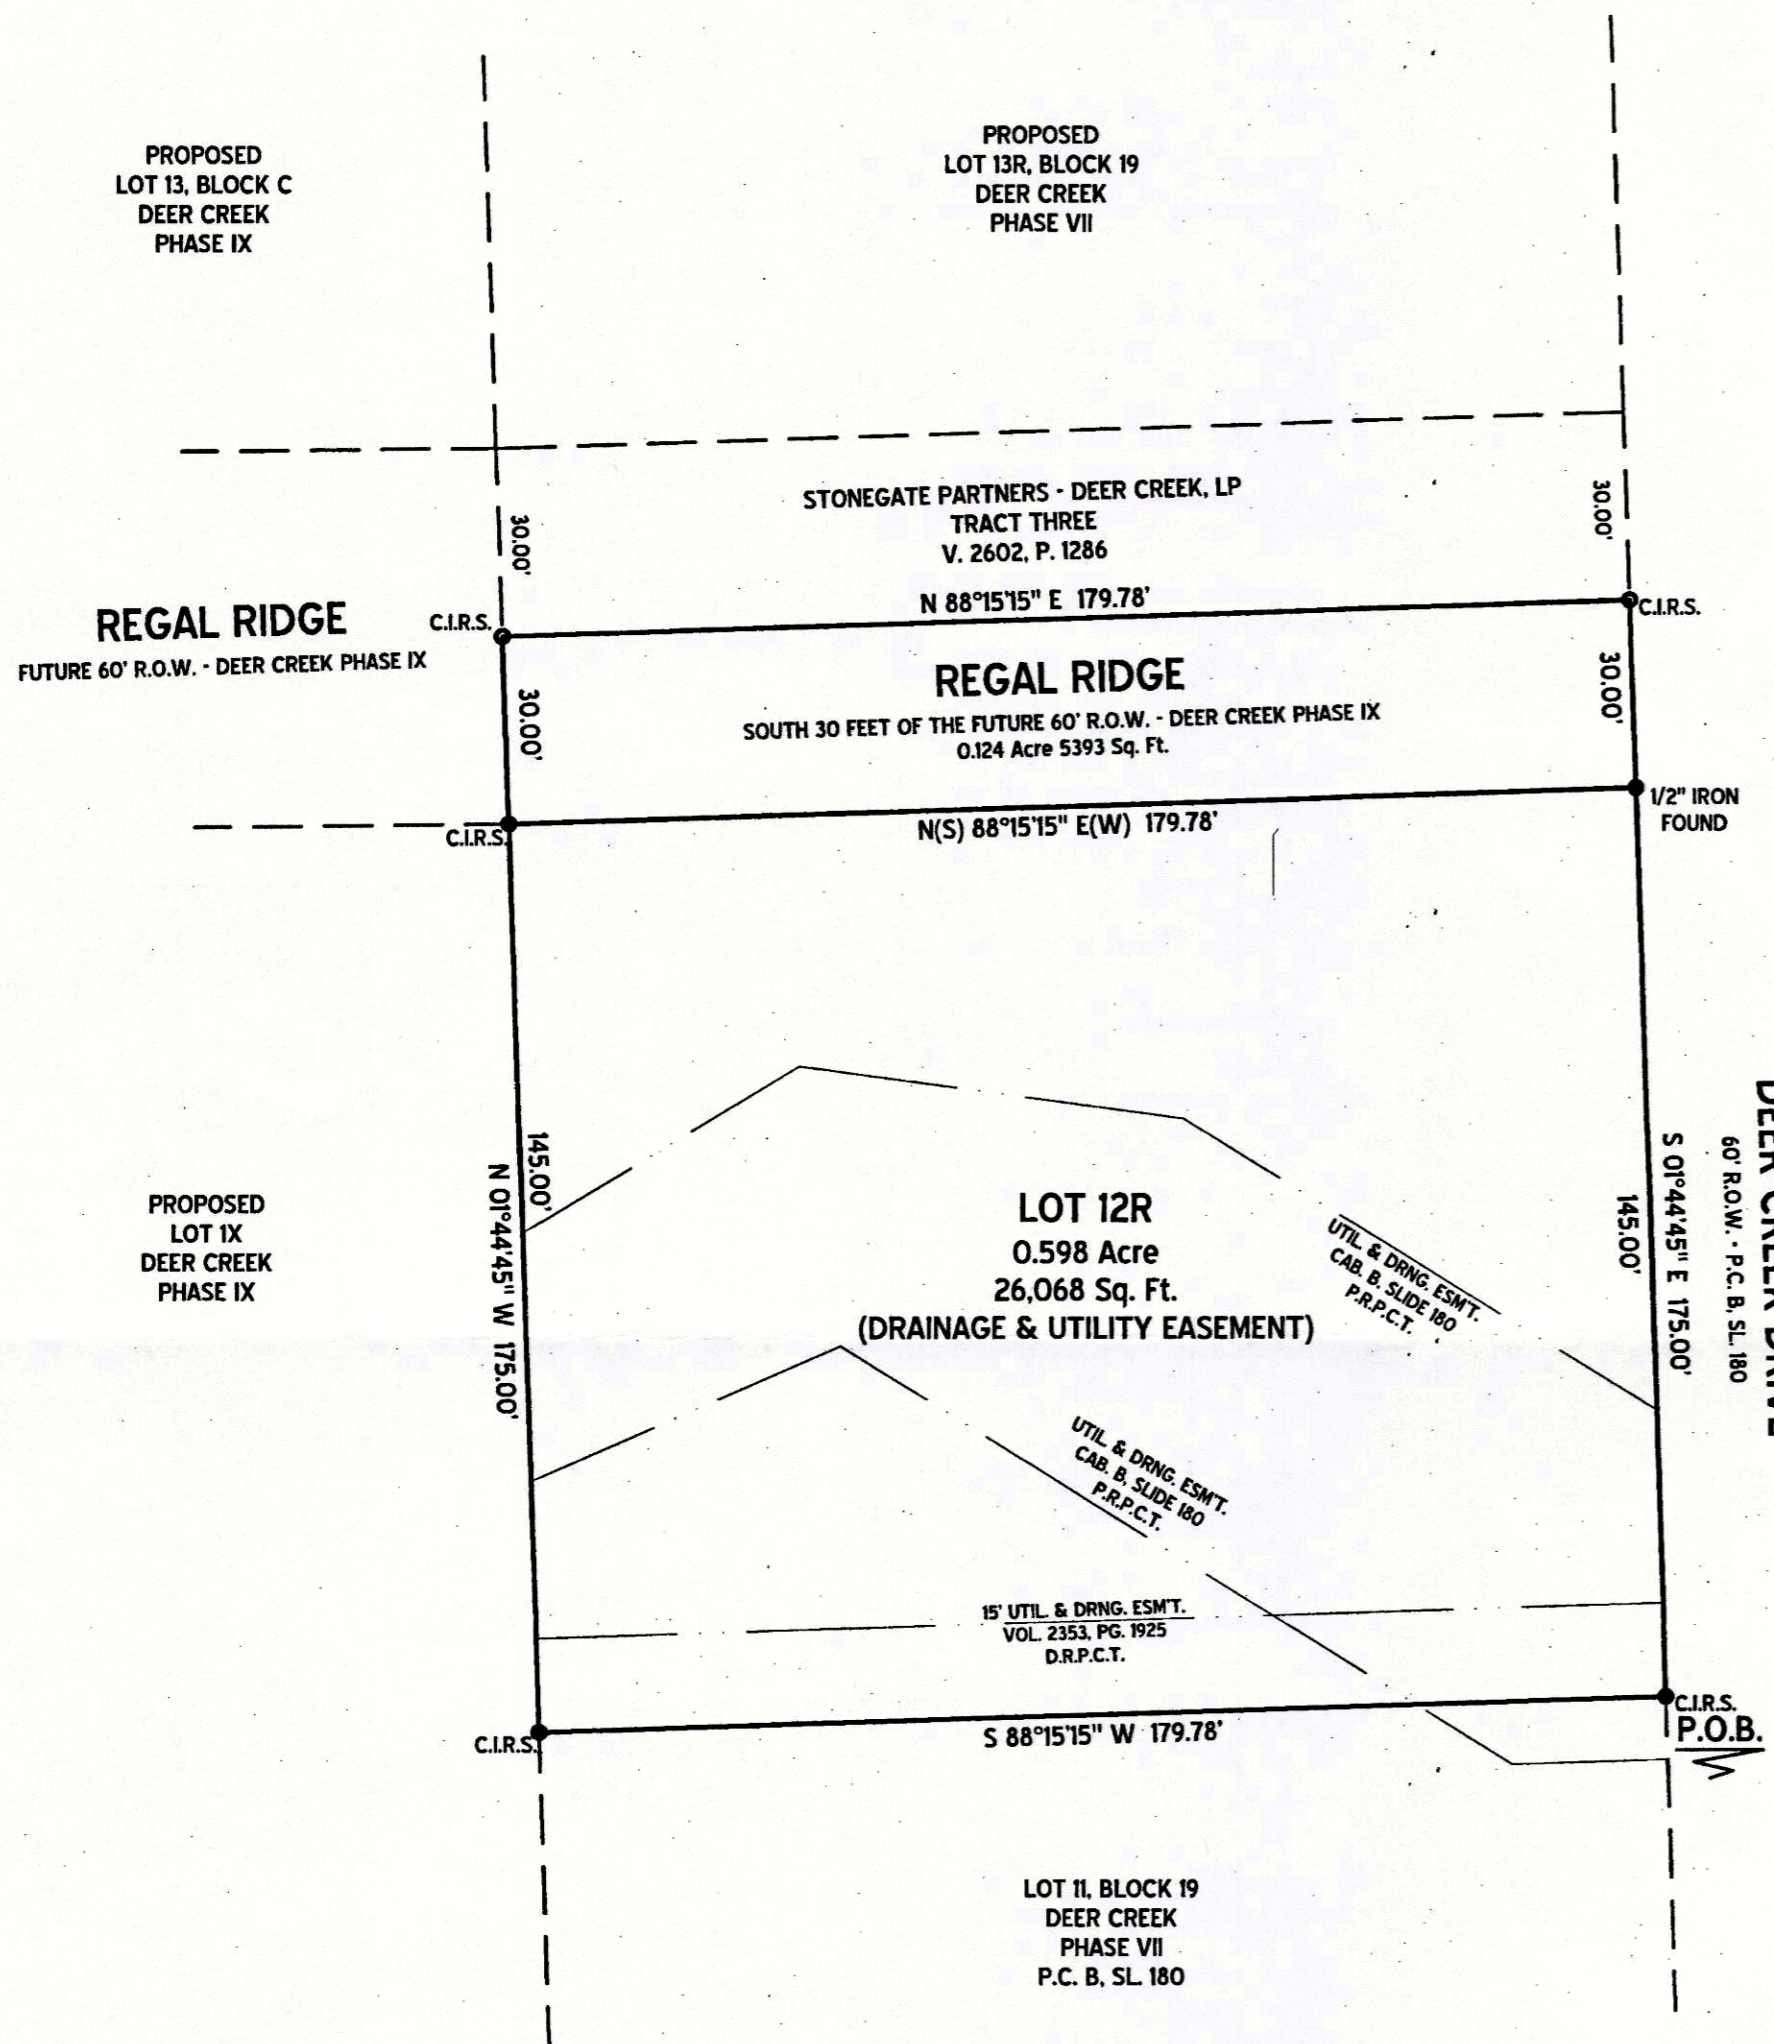 PROPOSED
LOT 13, BLOCK C
DEER CREEK
PHASE IX
PROPOSED
LOT 13R, BLOCK 19
DEER CREEK
PHASE VII
STONEGATE PARTNERS - DEER CREEK, LP
TRACT THREE
V. 2602, P. 1286
30.00'
30.00'
N 88°15'15" E 179.78'
C.I.R.S.
C.I.R.S.
REGAL RIDGE
FUTURE 60' R.O.W. - DEER CREEK PHASE IX
REGAL RIDGE
SOUTH 30 FEET OF THE FUTURE 60' R.O.W. - DEER CREEK PHASE IX
0.124 Acre 5393 Sq. Ft.
30.00'
30.00'
C.I.R.S.
N(S) 88°15'15" E(W) 179.78'
1/2" IRON
FOUND
145.00'
N 01°44'45" W 175.00'
PROPOSED
LOT 1X
DEER CREEK
PHASE IX
LOT 12R
0.598 Acre
26,068 Sq. Ft.
(DRAINAGE & UTILITY EASEMENT)
UTIL. & DRNG. ESM'T.
CAB. B, SLIDE 180
P.R.P.C.T.
145.00'
S 01°44'45" E 175.00'
60' R.O.W. - P.C. B, SL. 180
DEER CREEK DRIVE
UTIL. & DRNG. ESM'T.
CAB. B, SLIDE 180
P.R.P.C.T.
15' UTIL. & DRNG. ESM'T.
VOL. 2353, PG. 1925
D.R.P.C.T.
C.I.R.S.
S 88°15'15" W 179.78'
C.I.R.S.
P.O.B.
LOT 11, BLOCK 19
DEER CREEK
PHASE VII
P.C. B, SL. 180